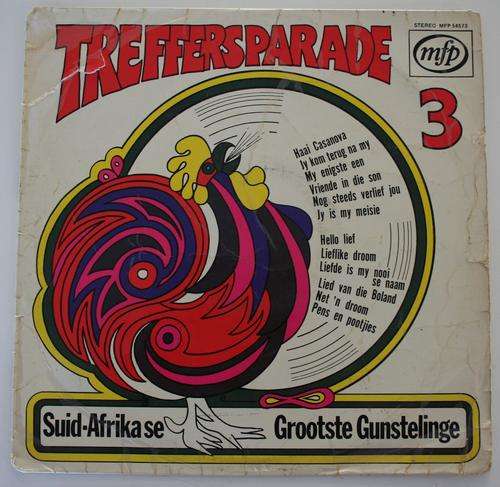 STEREO · MFP 54573
TREFFERSPARADE
mfp
3
Haai Casanova
Jy kom terug na my
My enigste een
Vriende in die son
Nog steeds verlief jou
Jy is my meisie
Hello lief
Lieflike droom
Liefde is my nooi
se naam
Lied van die Boland
Net 'n droom
Pens en pootjies
Suid-Afrika se Grootste Gunstelinge